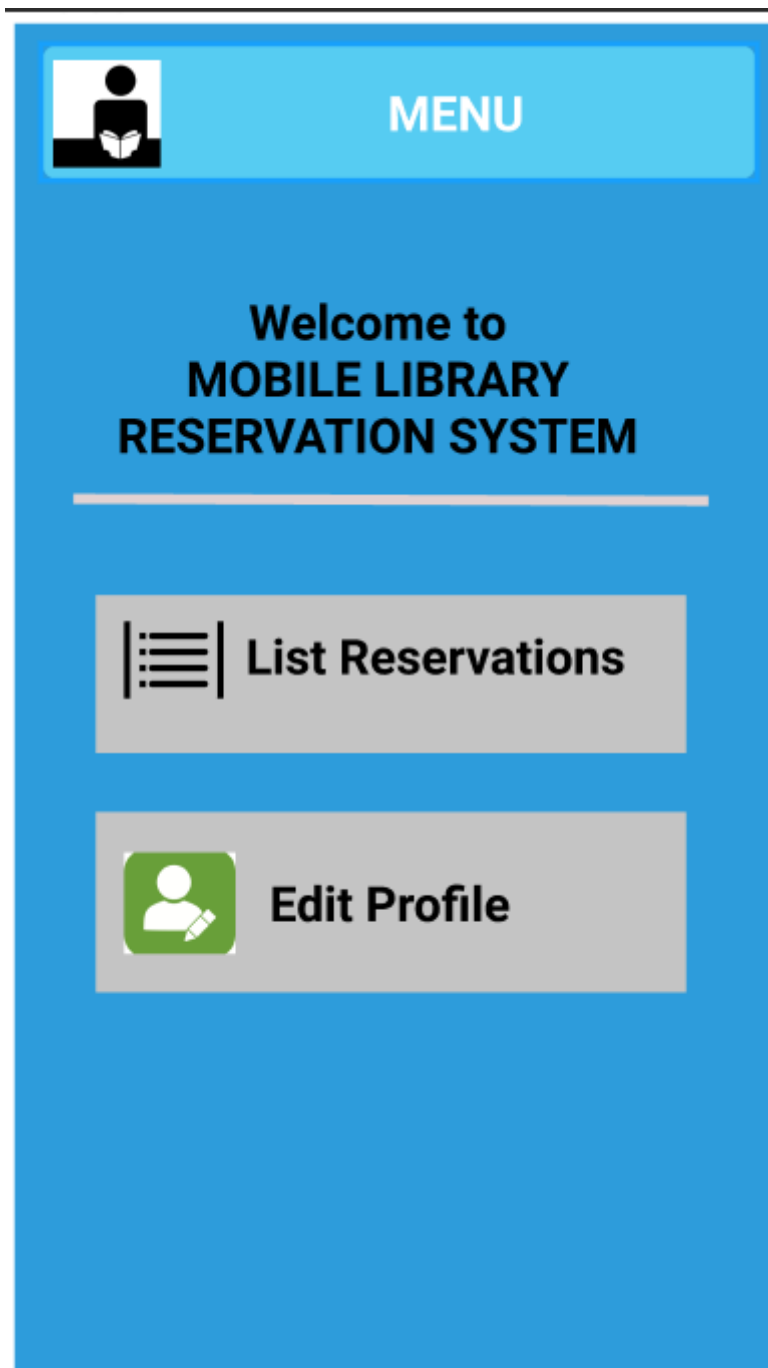 MENU
Welcome to
MOBILE LIBRARY
RESERVATION SYSTEM
List Reservations
Edit Profile